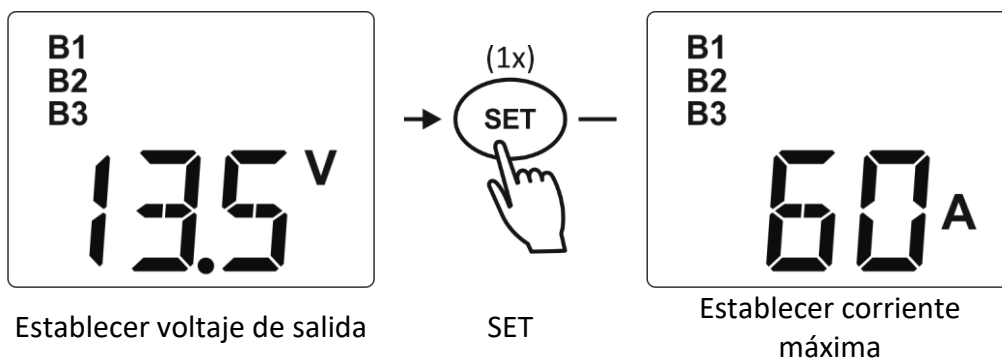 B1
B2
B3
13.5 V
Establecer voltaje de salida
(1x)
SET
SET
B1
B2
B3
60 A
Establecer corriente
máxima